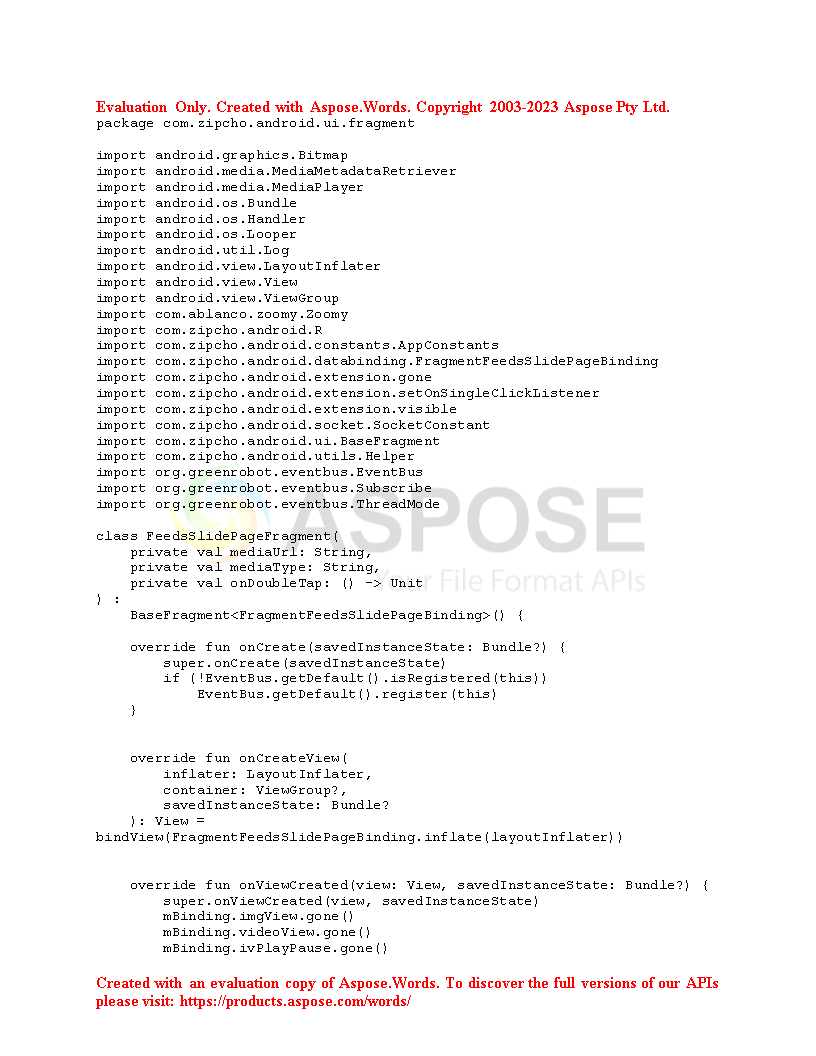 Evaluation Only. Created with Aspose.Words. Copyright 2003-2023 Aspose Pty Ltd.
package com.zipcho.android.ui.fragment

import android.graphics.Bitmap
import android.media.MediaMetadataRetriever
import android.media.MediaPlayer
import android.os.Bundle
import android.os.Handler
import android.os.Looper
import android.util.Log
import android.view.LayoutInflater
import android.view.View
import android.view.ViewGroup
import com.ablanco.zoomy.Zoomy
import com.zipcho.android.R
import com.zipcho.android.constants.AppConstants
import com.zipcho.android.databinding.FragmentFeedsSlidePageBinding
import com.zipcho.android.extension.gone
import com.zipcho.android.extension.setOnSingleClickListener
import com.zipcho.android.extension.visible
import com.zipcho.android.socket.SocketConstant
import com.zipcho.android.ui.BaseFragment
import com.zipcho.android.utils.Helper
import org.greenrobot.eventbus.EventBus
import org.greenrobot.eventbus.Subscribe
import org.greenrobot.eventbus.ThreadMode

ASPOSE
Your File Format APIs

class FeedsSlidePageFragment(
    private val mediaUrl: String,
    private val mediaType: String,
    private val onDoubleTap: () -> Unit
) :
    BaseFragment<FragmentFeedsSlidePageBinding>() {

    override fun onCreate(savedInstanceState: Bundle?) {
        super.onCreate(savedInstanceState)
        if (!EventBus.getDefault().isRegistered(this))
            EventBus.getDefault().register(this)
    }


    override fun onCreateView(
        inflater: LayoutInflater,
        container: ViewGroup?,
        savedInstanceState: Bundle?
    ): View =
bindView(FragmentFeedsSlidePageBinding.inflate(layoutInflater))


    override fun onViewCreated(view: View, savedInstanceState: Bundle?) {
        super.onViewCreated(view, savedInstanceState)
        mBinding.imgView.gone()
        mBinding.videoView.gone()
        mBinding.ivPlayPause.gone()

Created with an evaluation copy of Aspose.Words. To discover the full versions of our APIs
please visit: https://products.aspose.com/words/